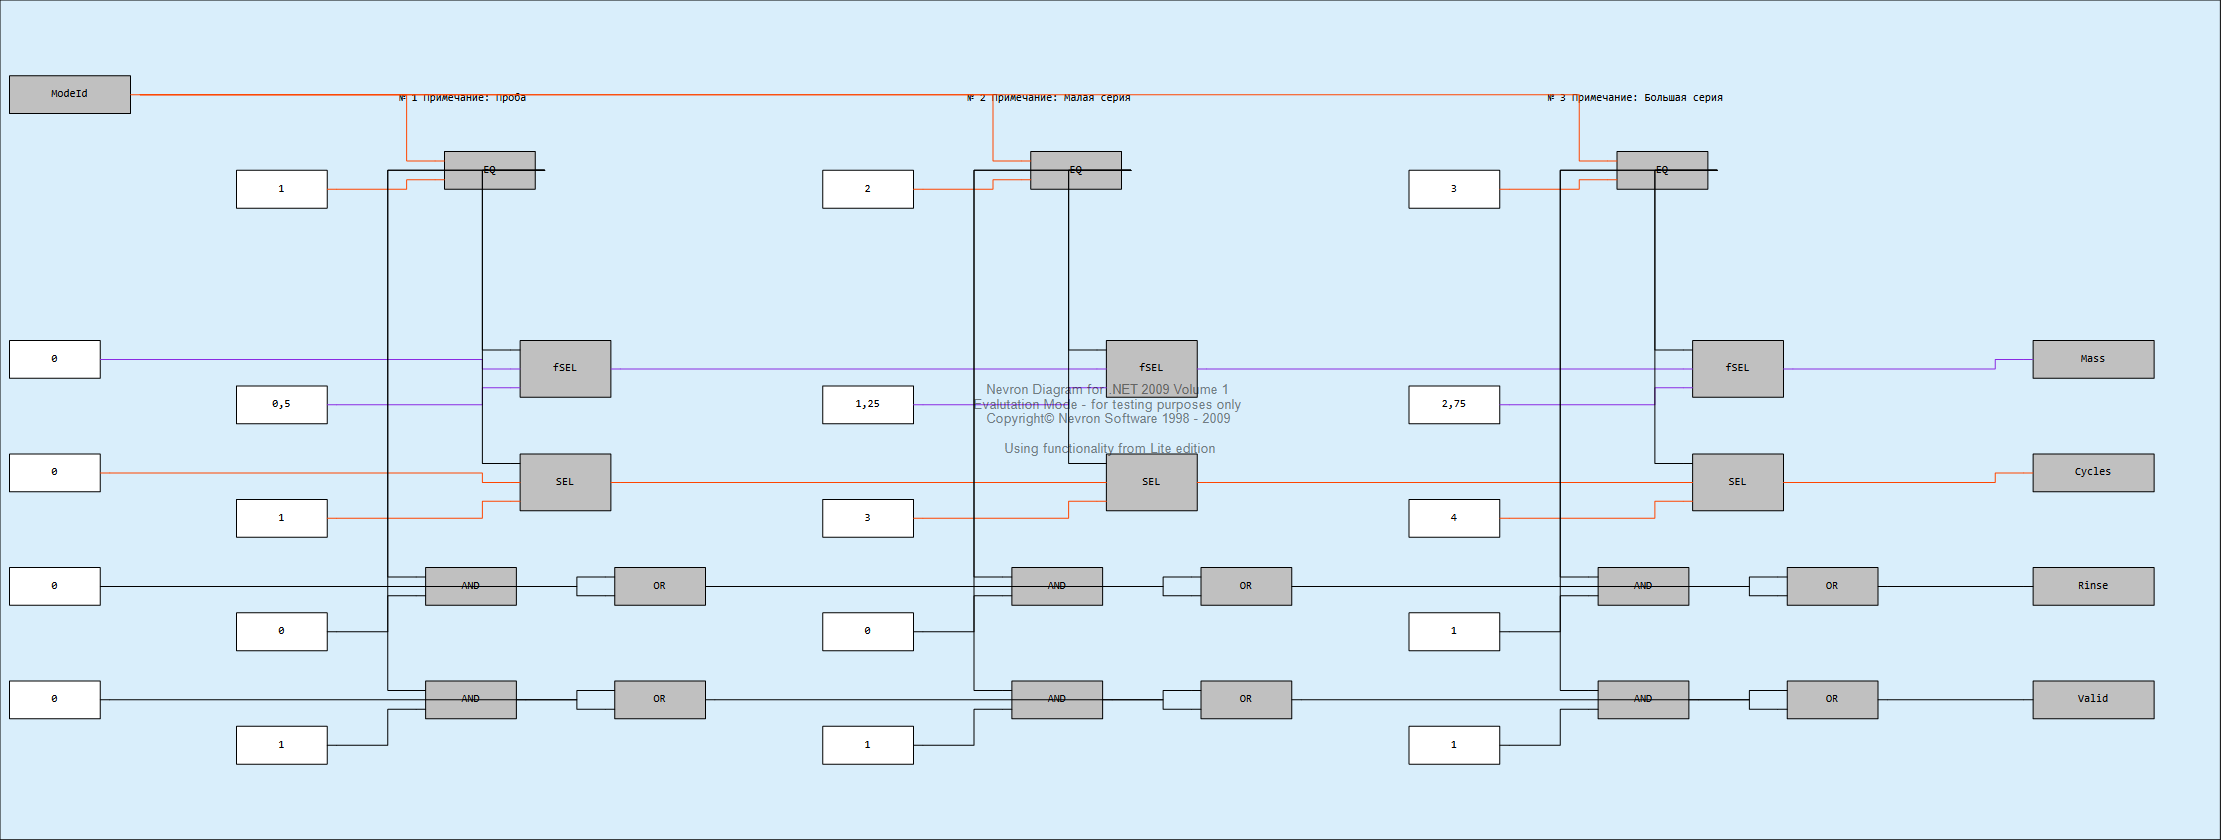 ModeId
№ 1 Примечание: Проба
№ 2 Примечание: Малая серия
№ 3 Примечание: Большая серия
EQ
EQ
EQ
1
2
3
0
fSEL
fSEL
fSEL
Mass
0,5
1,25
2,75
Nevron Diagram for .NET 2009 Volume 1
Evalutation Mode - for testing purposes only
Copyright© Nevron Software 1998 - 2009
Using functionality from Lite edition
0
SEL
SEL
SEL
Cycles
1
3
4
0
AND
OR
AND
OR
AND
OR
Rinse
0
0
1
0
AND
OR
AND
OR
AND
OR
Valid
1
1
1